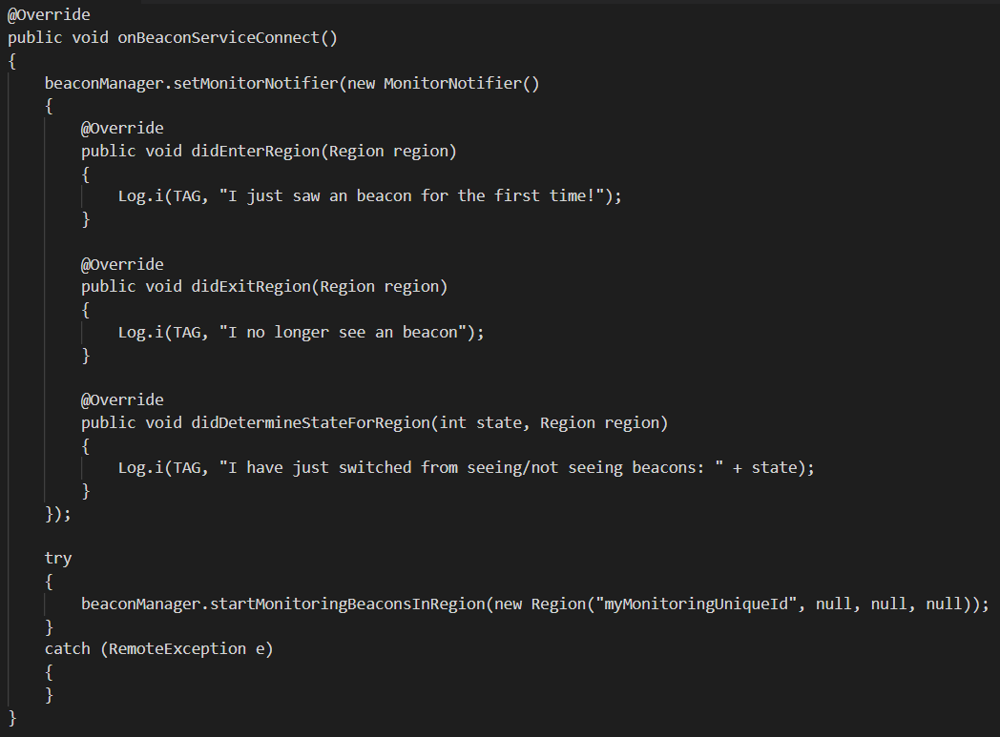 @Override
public void onBeaconServiceConnect()
{
    beaconManager.setMonitorNotifier(new MonitorNotifier()
    {
        @Override
        public void didEnterRegion(Region region)
        {
            Log.i(TAG, "I just saw an beacon for the first time!");
        }

        @Override
        public void didExitRegion(Region region)
        {
            Log.i(TAG, "I no longer see an beacon");
        }

        @Override
        public void didDetermineStateForRegion(int state, Region region)
        {
            Log.i(TAG, "I have just switched from seeing/not seeing beacons: " + state);
        }
    });

    try
    {
        beaconManager.startMonitoringBeaconsInRegion(new Region("myMonitoringUniqueId", null, null, null));
    }
    catch (RemoteException e)
    {
    }
}